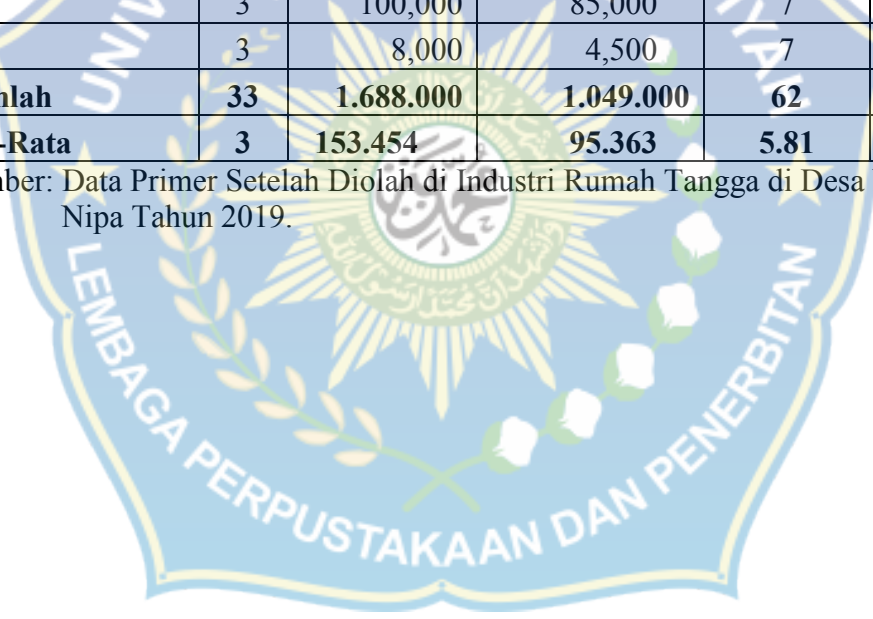 3 100,000 85,000 7
3 8,000 4,500 7
nlah 33 1.688.000 1.049.000 62
-Rata 3 153.454 95.363 5.81
nber: Data Primer Setelah Diolah di Industri Rumah Tangga di Desa
Nipa Tahun 2019.
UNIV
YAH
LEMBAGA PERPUSTAKAAN DAN PENERBITAN